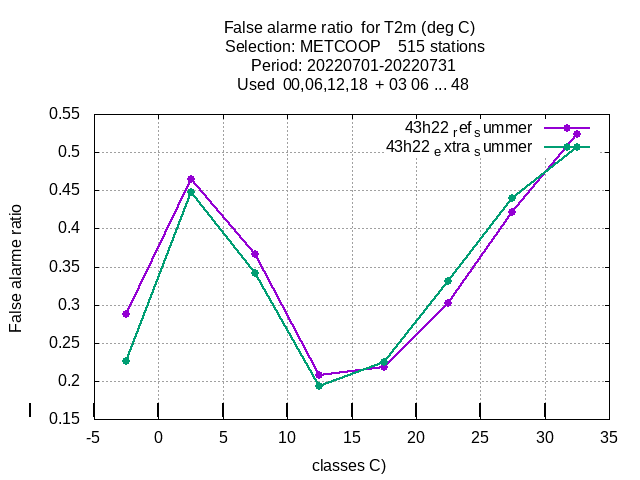 False alarme ratio  for T2m (deg C)
Selection: METCOOP    515 stations
Period: 20220701-20220731
Used  00,06,12,18  + 03 06 ... 48
0.55
43h22 ref summer
0.5
43h22 extra summer
0.45
0.4
0.35
0.3
0.25
0.2
0.15
False alarme ratio
-5 0 5 10 15 20 25 30 35
classes C)